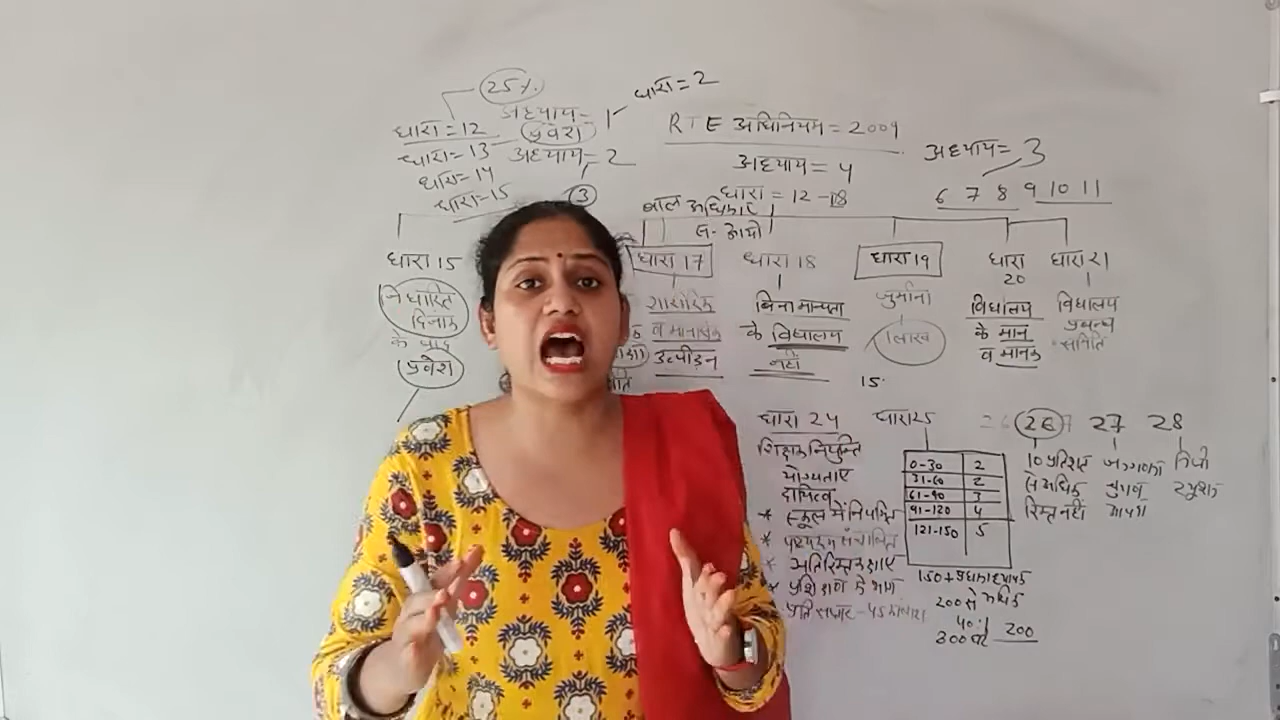 25%
धारा = 2
अध्याय = 1
धारा = 12
प्रवेश
RTE अधिनियम = 2009
धारा = 13
अध्याय = 2
अध्याय = 4
अध्याय = 3
धारा = 14
धारा = 15
3
धारा = 12 - 18
6 7 8 9 10 11
बाल अधिकार
स. आयो
धारा 15
धारा 17
धारा 18
धारा 19
धारा
20
धारा 21
निर्धारित
दिनांक
के बाद
प्रवेश
शारीरिक
व मानसिक
उत्पीड़न
बिना मान्यता
के विद्यालय
नहीं
जुर्माना
1 लाख
विद्यालय
के मान
व मानक
विद्यालय
प्रबन्ध
समिति
15
धारा 24
शिक्षक नियुक्ति
योग्यताए
दायित्व
* स्कूल में नियमित
* अतिरिक्त कक्षाए
* प्रशिक्षण में भाग
धारा 25
0-30 2
31-60 2
61-90 3
91-120 4
121-150 5
150 + प्रधानाध्यापक
200 से अधिक
40:1
200
26
10 प्रतिशत
से अधिक
रिक्त नहीं
27
जनगणना
चुनाव
आपदा
28
निजी
ट्यूशन